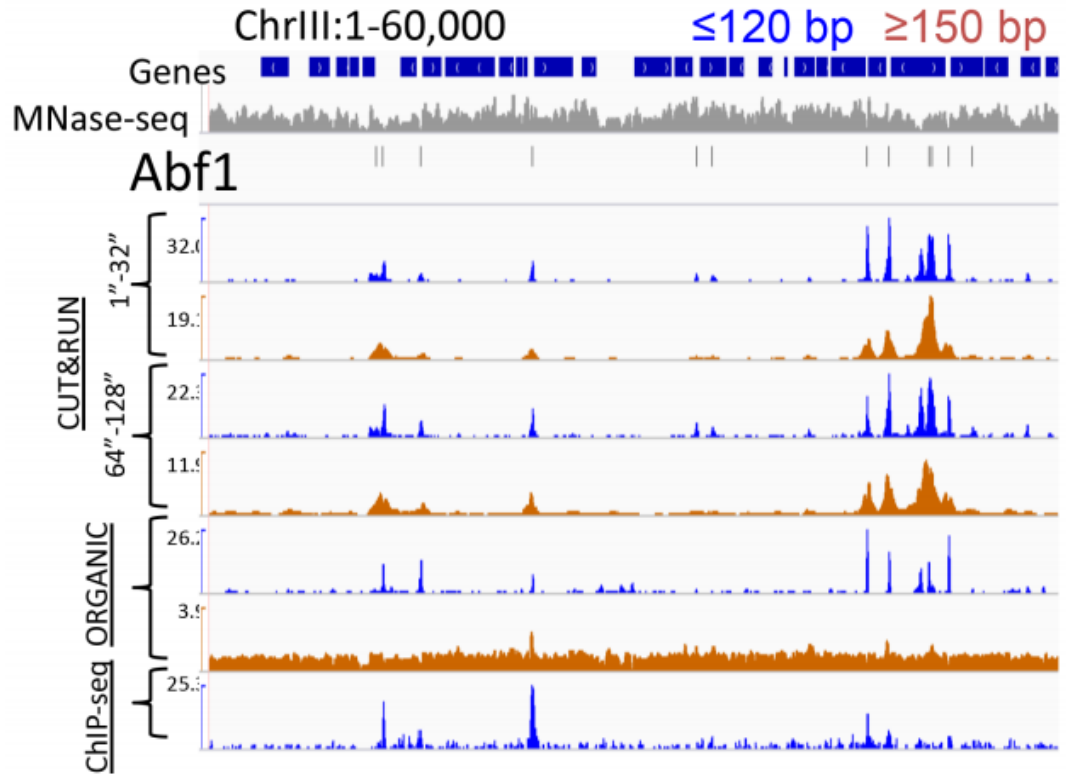 ChrIII:1-60,000 ≤120 bp ≥150 bp
Genes
MNase-seq
Abf1
CUT&RUN
1”-32”
32.0
19.
64”-128”
22.
11.
ORGANIC
26.
3.
ChIP-seq
25.